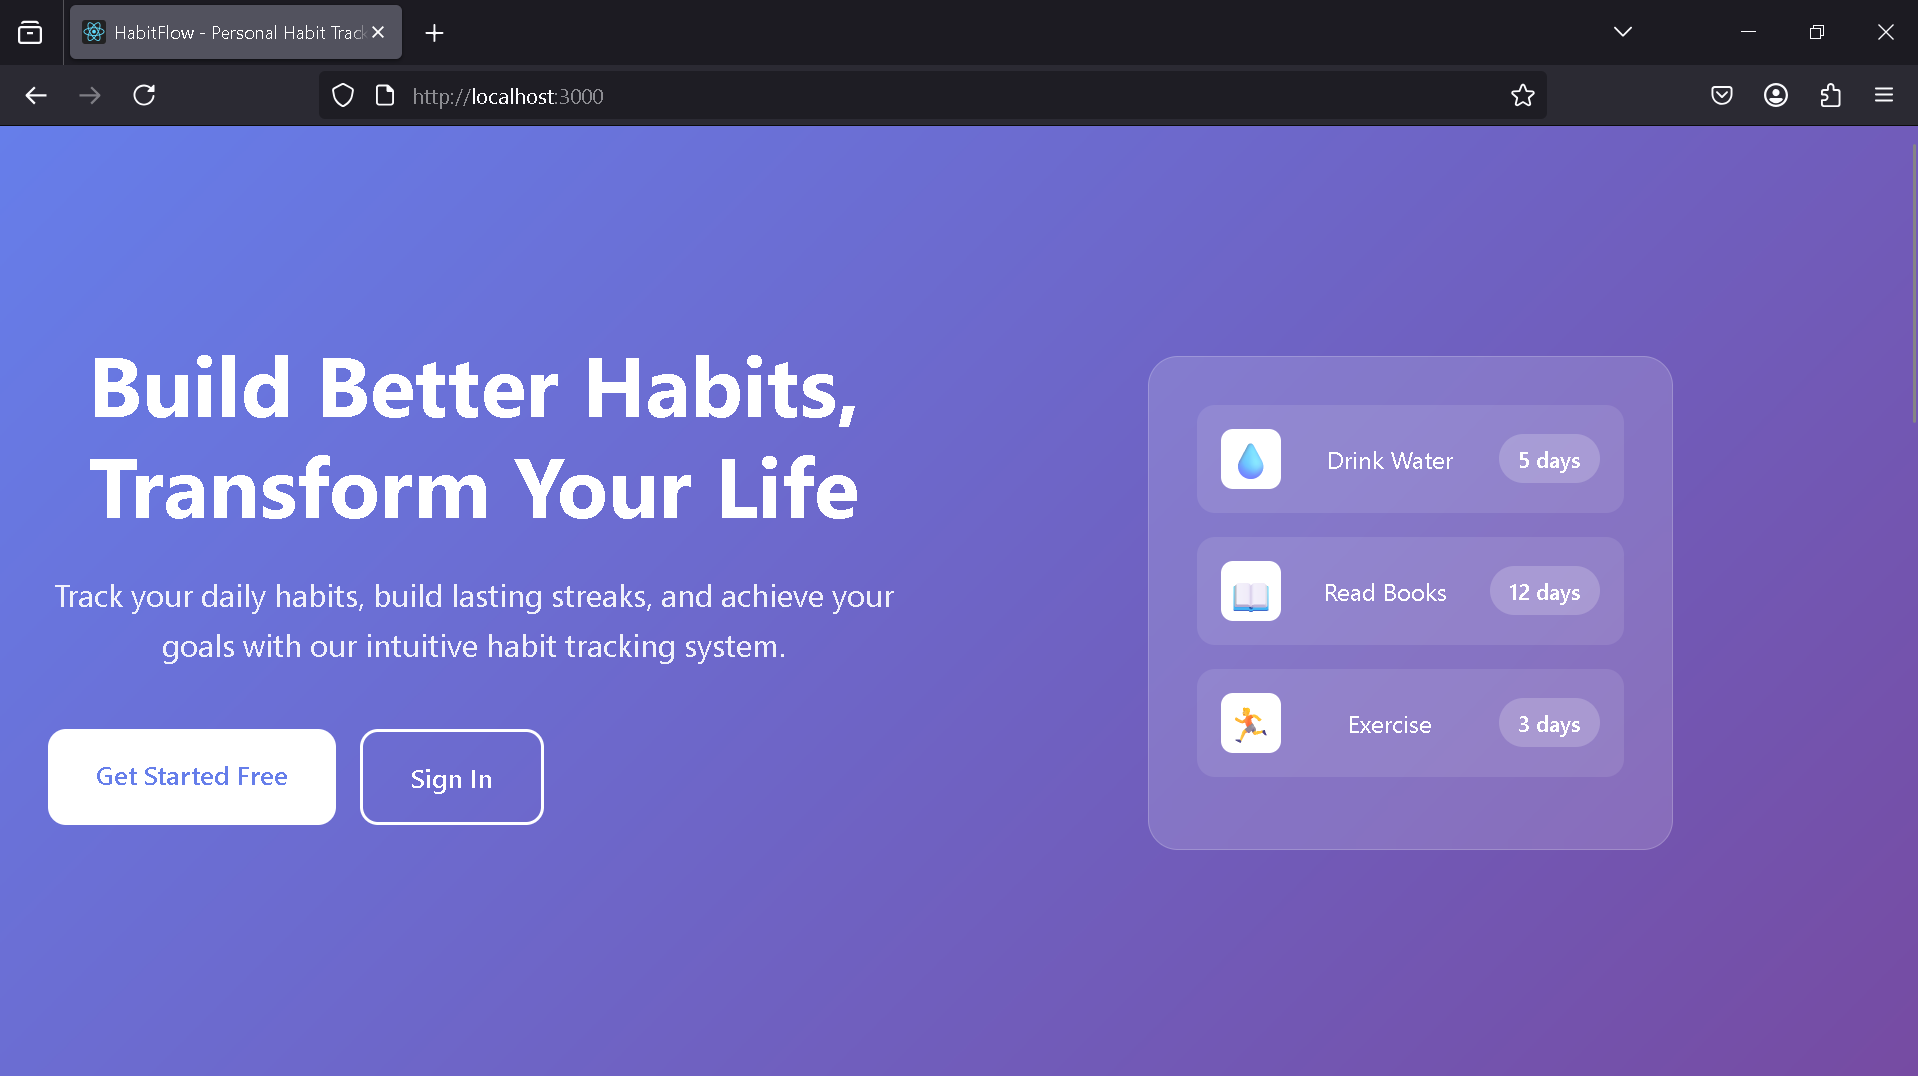 HabitFlow - Personal Habit Trac
http://localhost:3000
Build Better Habits,
Transform Your Life
Track your daily habits, build lasting streaks, and achieve your
goals with our intuitive habit tracking system.
Get Started Free
Sign In
Drink Water
5 days
Read Books
12 days
Exercise
3 days